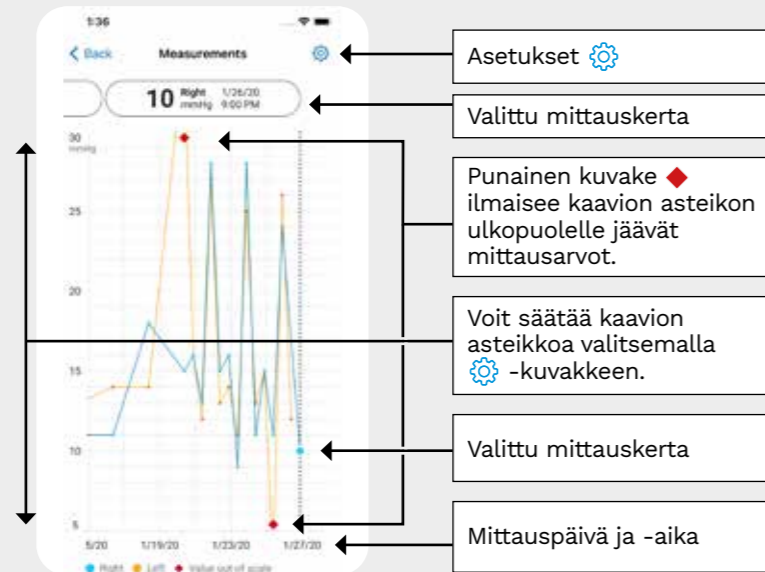 1:36
Back Measurements
10 Right 1/26/20
mmHg 9:00 PM
30
mmHg
25
20
15
10
5
5/20 1/19/20 1/23/20 1/27/20
Right Left Value out of scale
Asetukset
Valittu mittauskerta
Punainen kuvake
ilmaisee kaavion asteikon
ulkopuolelle jäävät
mittausarvot.
Voit säätää kaavion
asteikkoa valitsemalla
-kuvakkeen.
Valittu mittauskerta
Mittauspäivä ja -aika